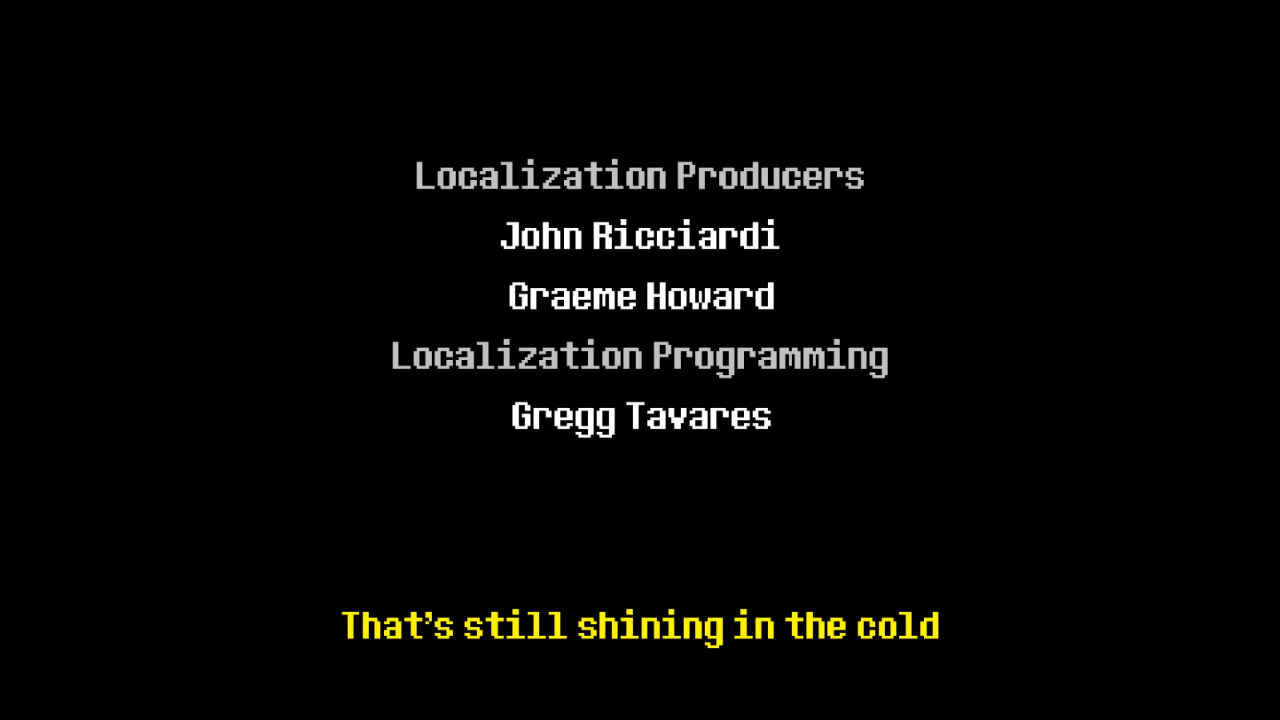 Localization Producers
John Ricciardi
Graeme Howard
Localization Programming
Gregg Tavares
That's still shining in the cold